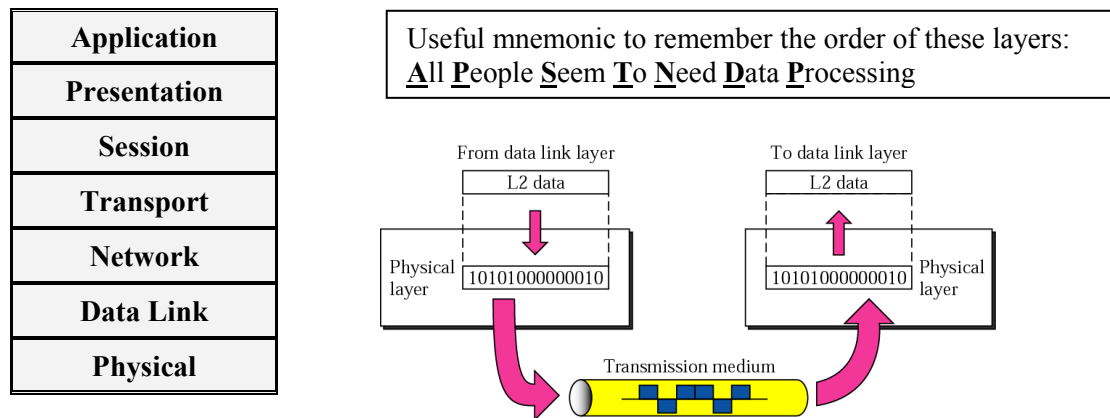 Application
Presentation
Session
Transport
Network
Data Link
Physical
Useful mnemonic to remember the order of these layers:
All People Seem To Need Data Processing
From data link layer
L2 data
Physical
layer
10101000000010
To data link layer
L2 data
10101000000010
Physical
layer
Transmission medium